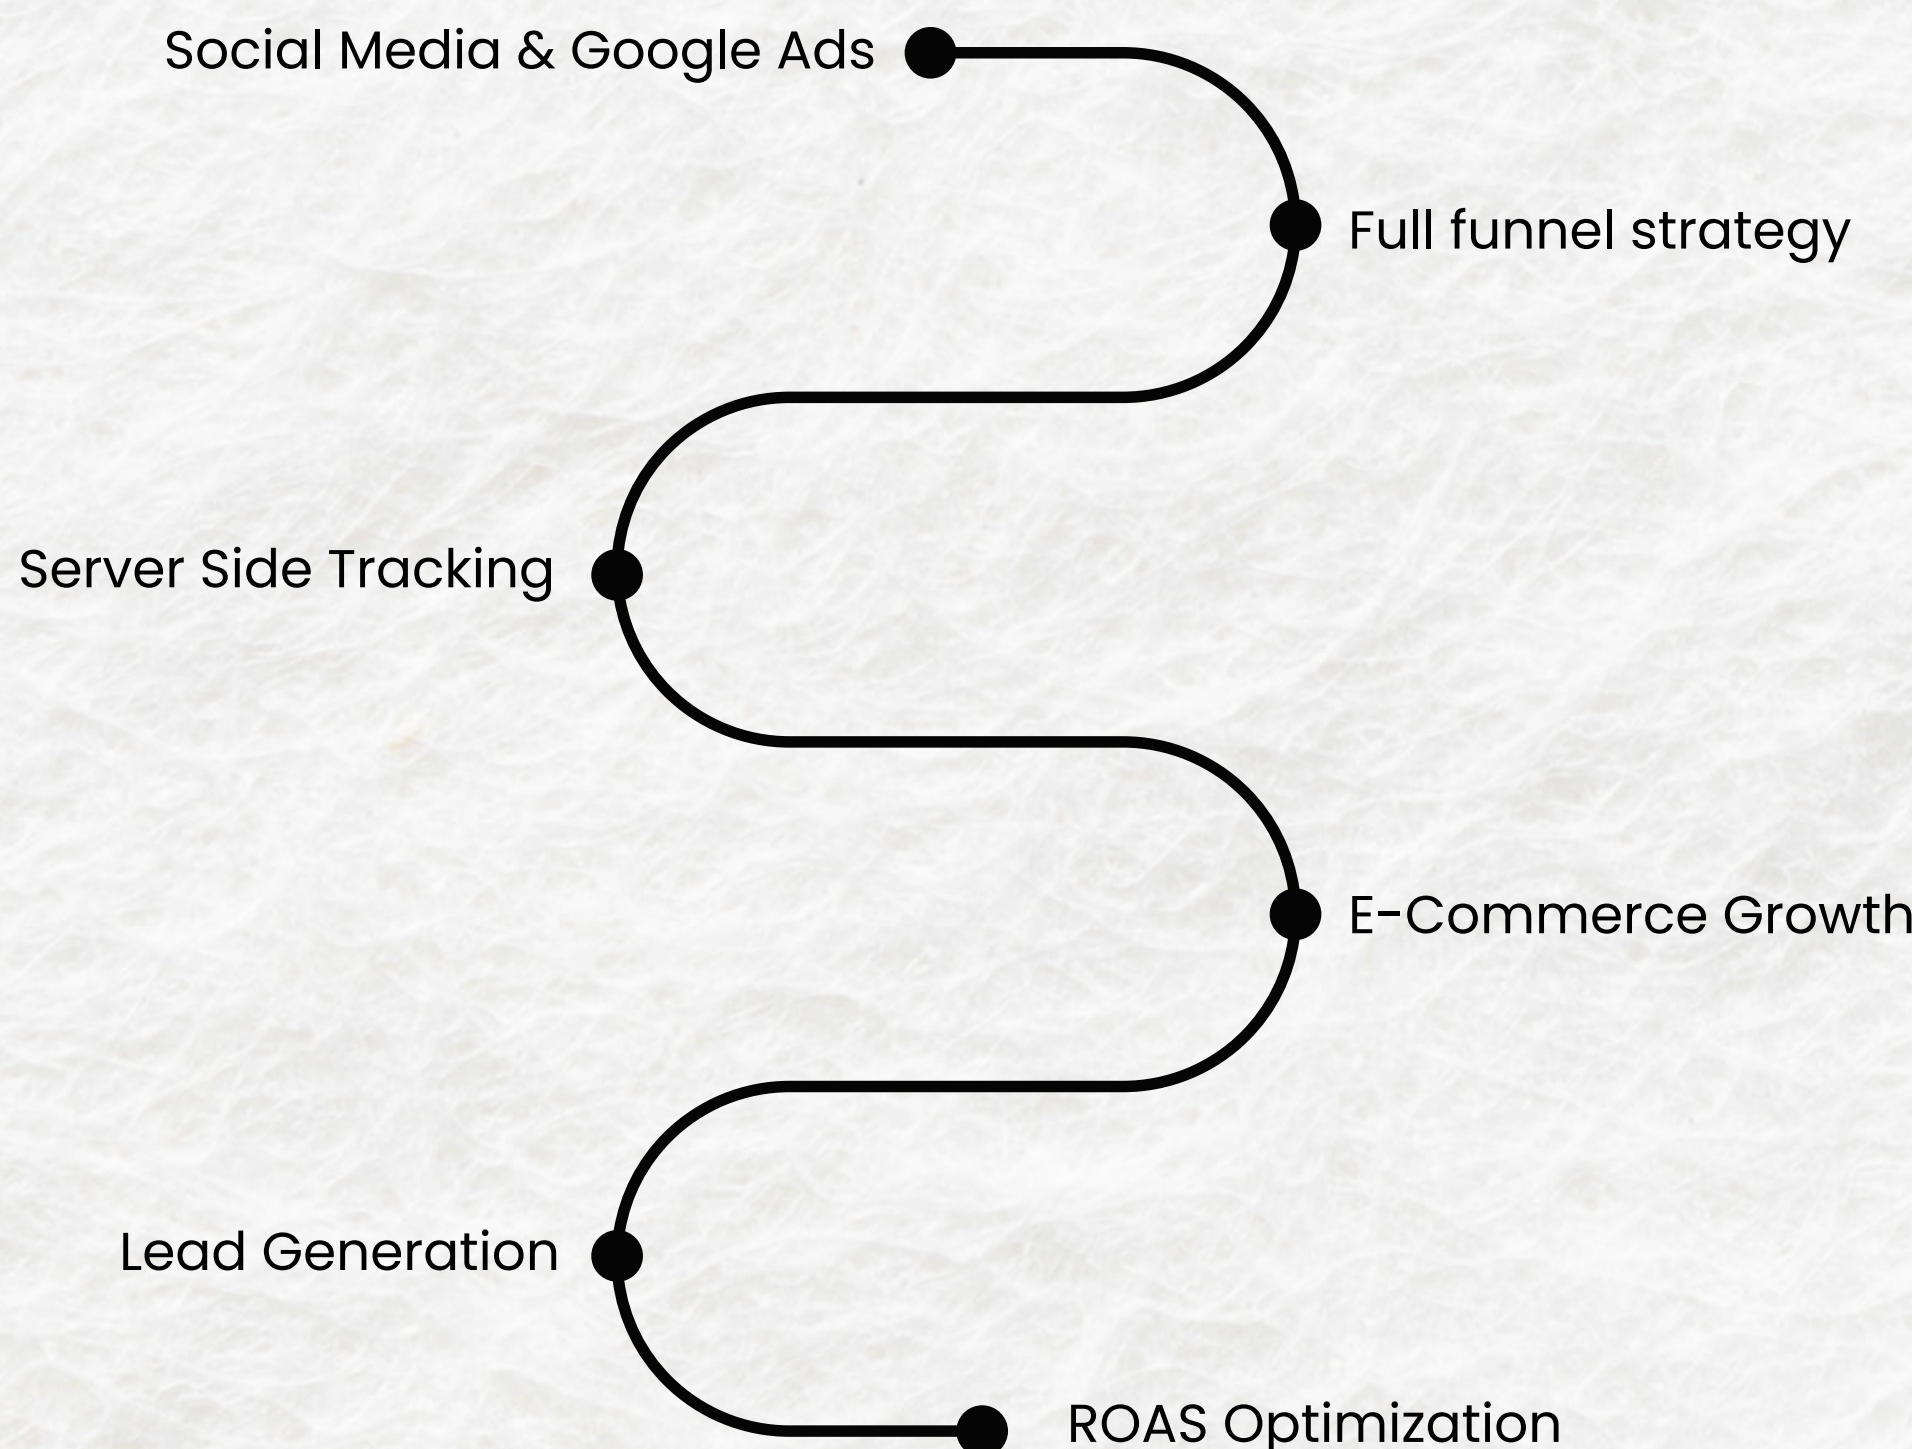 Social Media & Google Ads
Full funnel strategy
Server Side Tracking
E-Commerce Growth
Lead Generation
ROAS Optimization